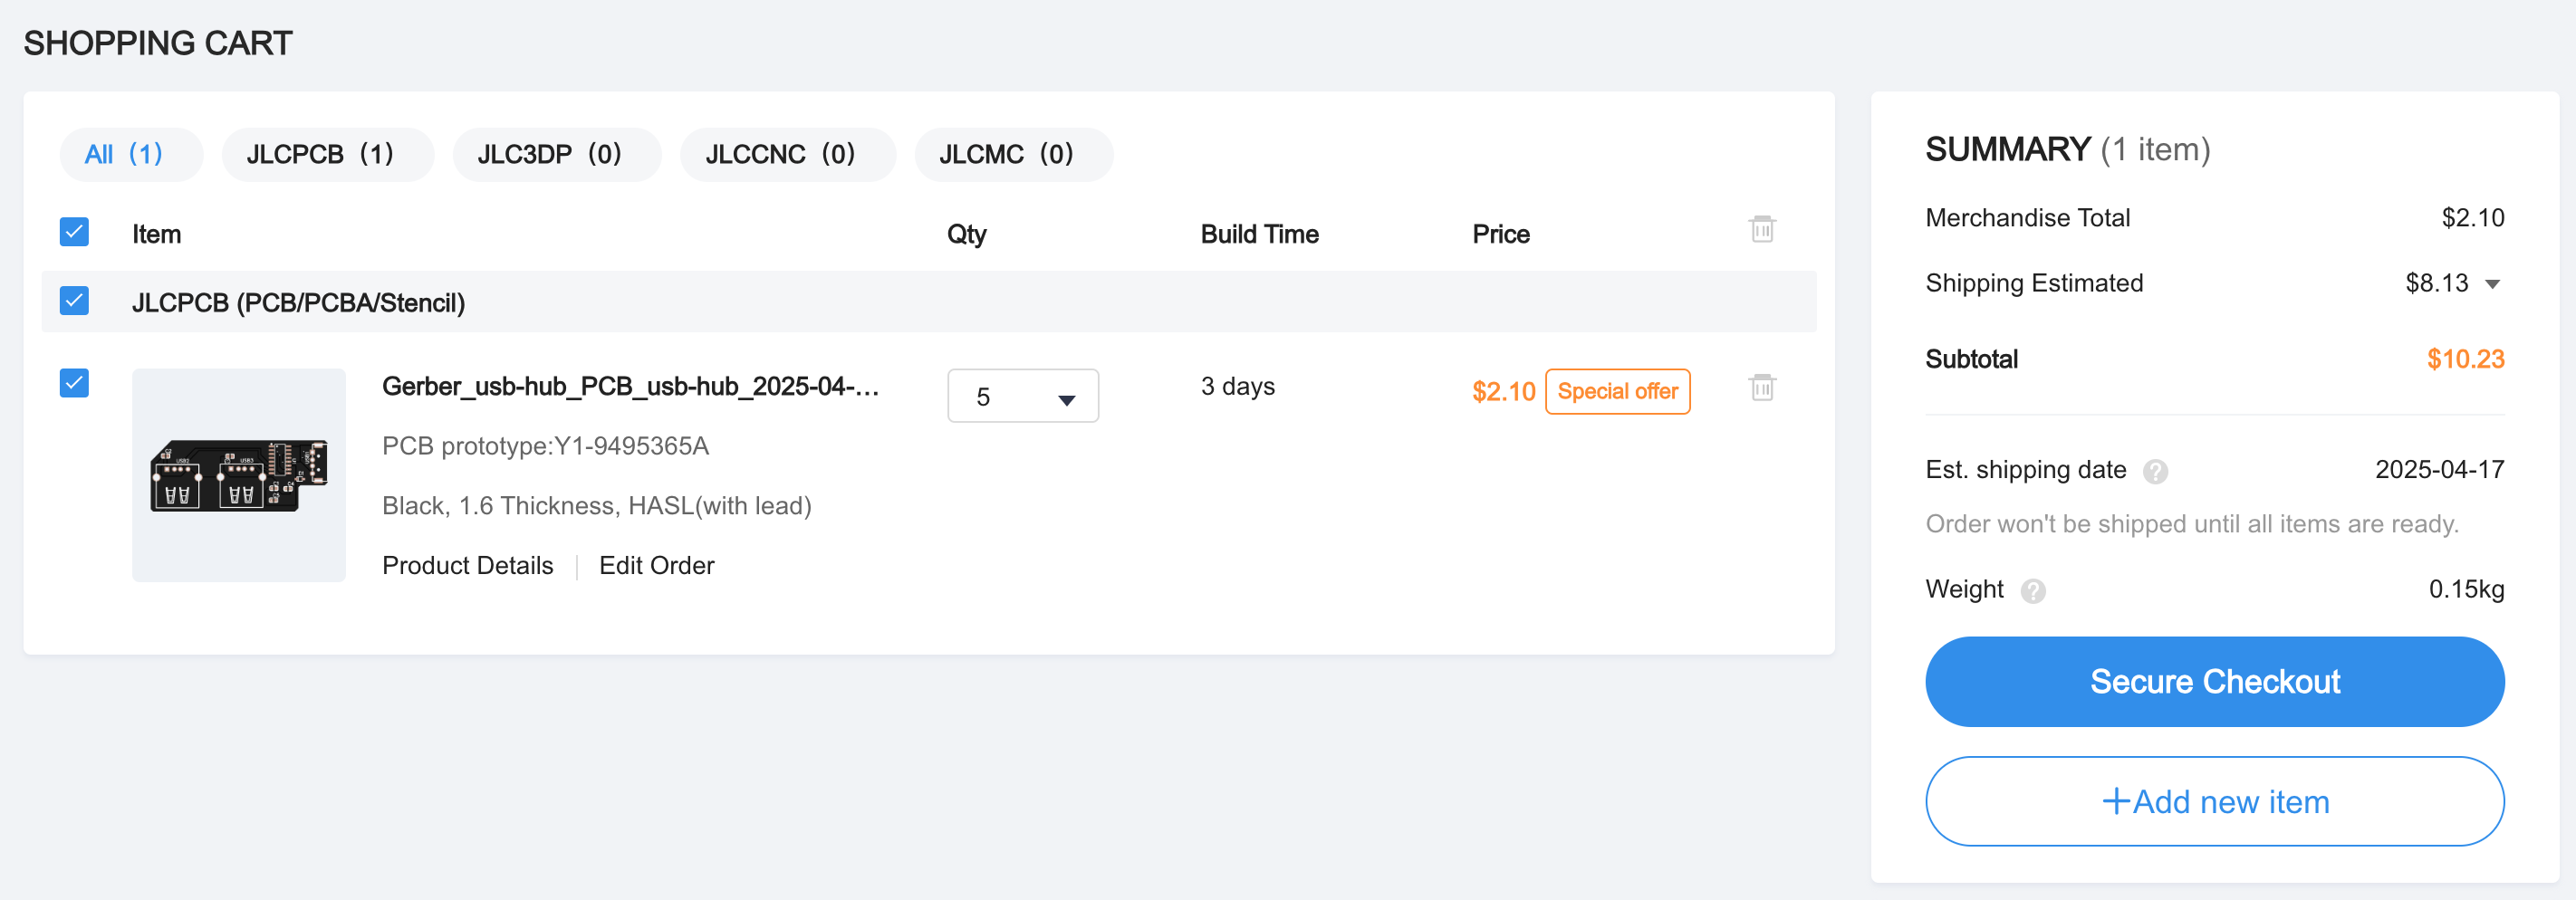 SHOPPING CART
All (1)
JLCPCB (1)
JLC3DP (0)
JLCCNC (0)
JLCMC (0)
Item
Qty
Build Time
Price
JLCPCB (PCB/PCBA/Stencil)
Gerber_usb-hub_PCB_usb-hub_2025-04-...
5
3 days
$2.10
Special offer
PCB prototype:Y1-9495365A
Black, 1.6 Thickness, HASL(with lead)
Product Details
Edit Order
SUMMARY (1 item)
Merchandise Total $2.10
Shipping Estimated $8.13
Subtotal $10.23
Est. shipping date ? 2025-04-17
Order won't be shipped until all items are ready.
Weight ? 0.15kg
Secure Checkout
+Add new item